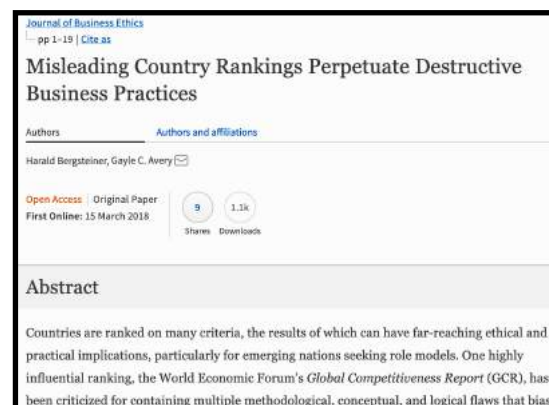 Journal of Business Ethics
pp 1–19 | Cite as
Misleading Country Rankings Perpetuate Destructive
Business Practices
Authors
Authors and affiliations
Harald Bergsteiner, Gayle C. Avery
Open Access | Original Paper
First Online: 15 March 2018
9
Shares
1.1k
Downloads
Abstract
Countries are ranked on many criteria, the results of which can have far-reaching ethical and
practical implications, particularly for emerging nations seeking role models. One highly
influential ranking, the World Economic Forum's Global Competitiveness Report (GCR), has
been criticized for containing multiple methodological, conceptual, and logical flaws that bias